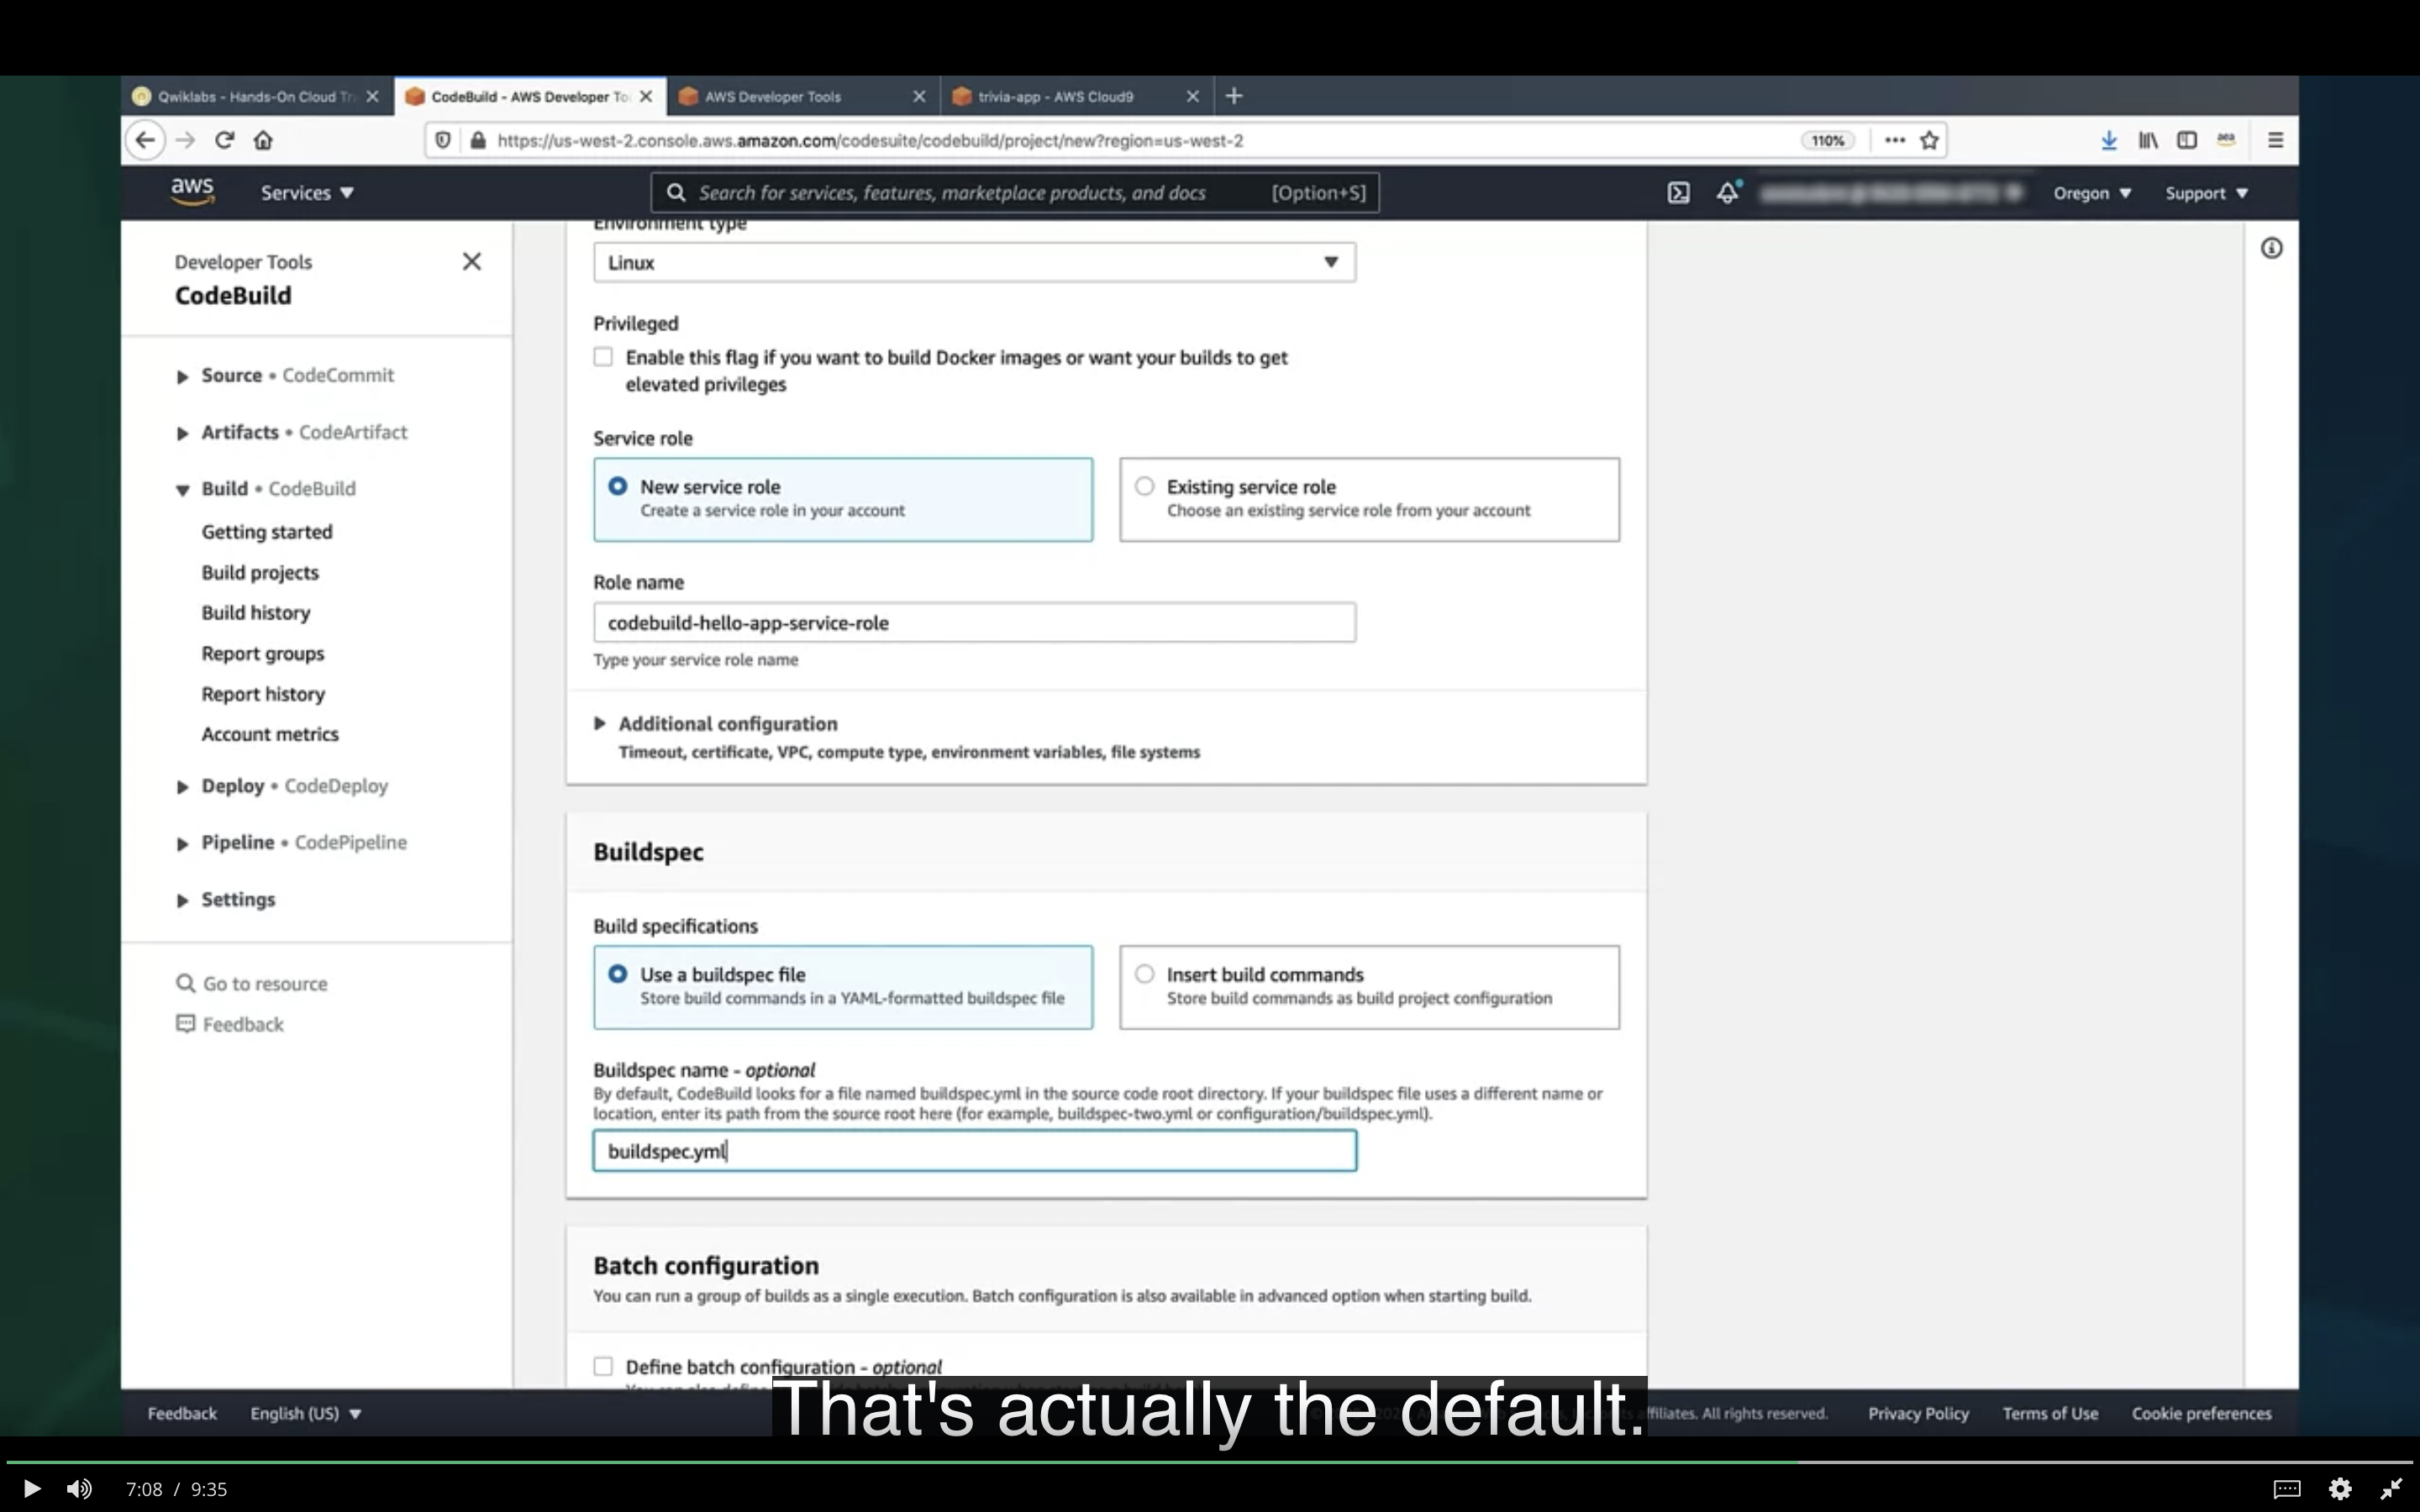 Qwiklabs - Hands-On Cloud Tr
CodeBuild - AWS Developer To
AWS Developer Tools
trivia-app - AWS Cloud9
https://us-west-2.console.aws.amazon.com/codesuite/codebuild/project/new?region=us-west-2
110%
aws
Services
Search for services, features, marketplace products, and docs
[Option+S]
Oregon
Support
Developer Tools
CodeBuild
Source • CodeCommit
Artifacts • CodeArtifact
Build • CodeBuild
Getting started
Build projects
Build history
Report groups
Report history
Account metrics
Deploy • CodeDeploy
Pipeline • CodePipeline
Settings
Go to resource
Feedback
Environment type
Linux
Privileged
Enable this flag if you want to build Docker images or want your builds to get
elevated privileges
Service role
New service role
Create a service role in your account
Existing service role
Choose an existing service role from your account
Role name
codebuild-hello-app-service-role
Type your service role name
Additional configuration
Timeout, certificate, VPC, compute type, environment variables, file systems
Buildspec
Build specifications
Use a buildspec file
Store build commands in a YAML-formatted buildspec file
Insert build commands
Store build commands as build project configuration
Buildspec name - optional
By default, CodeBuild looks for a file named buildspec.yml in the source code root directory. If your buildspec file uses a different name or
location, enter its path from the source root here (for example, buildspec-two.yml or configuration/buildspec.yml).
buildspec.yml
Batch configuration
You can run a group of builds as a single execution. Batch configuration is also available in advanced option when starting build.
Define batch configuration - optional
That's actually the default.
Feedback
English (US)
All rights reserved.
Privacy Policy
Terms of Use
Cookie preferences
7:08 / 9:35